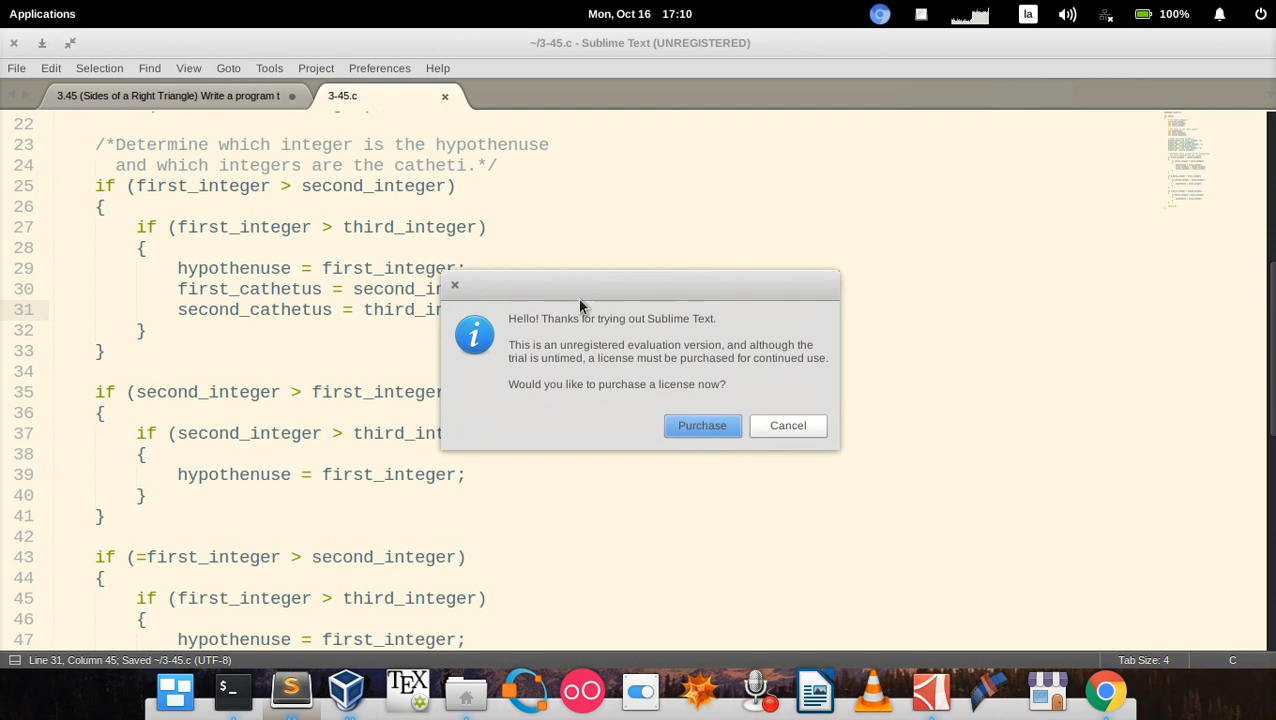 Applications
Mon, Oct 16 17:10
la
100%
~/3-45.c - Sublime Text (UNREGISTERED)
File Edit Selection Find View Goto Tools Project Preferences Help
3.45 (Sides of a Right Triangle) Write a program t
3-45.c
22
23 /*Determine which integer is the hypothenuse
24 and which integers are the catheti.*/
25 if (first_integer > second_integer)
26 {
27 if (first_integer > third_integer)
28 {
29 hypothenuse = first_integer;
30 first_cathetus = second_in
31 second_cathetus = third_in
32 }
33 }
34
35 if (second_integer > first_integer
36 {
37 if (second_integer > third_int
38 {
39 hypothenuse = first_integer;
40 }
41 }
42
43 if (=first_integer > second_integer)
44 {
45 if (first_integer > third_integer)
46 {
47 hypothenuse = first_integer;
Hello! Thanks for trying out Sublime Text.
This is an unregistered evaluation version, and although the
trial is untimed, a license must be purchased for continued use.
Would you like to purchase a license now?
Purchase Cancel
Line 31, Column 45; Saved ~/3-45.c (UTF-8)
Tab Size: 4 C
>_
TEX